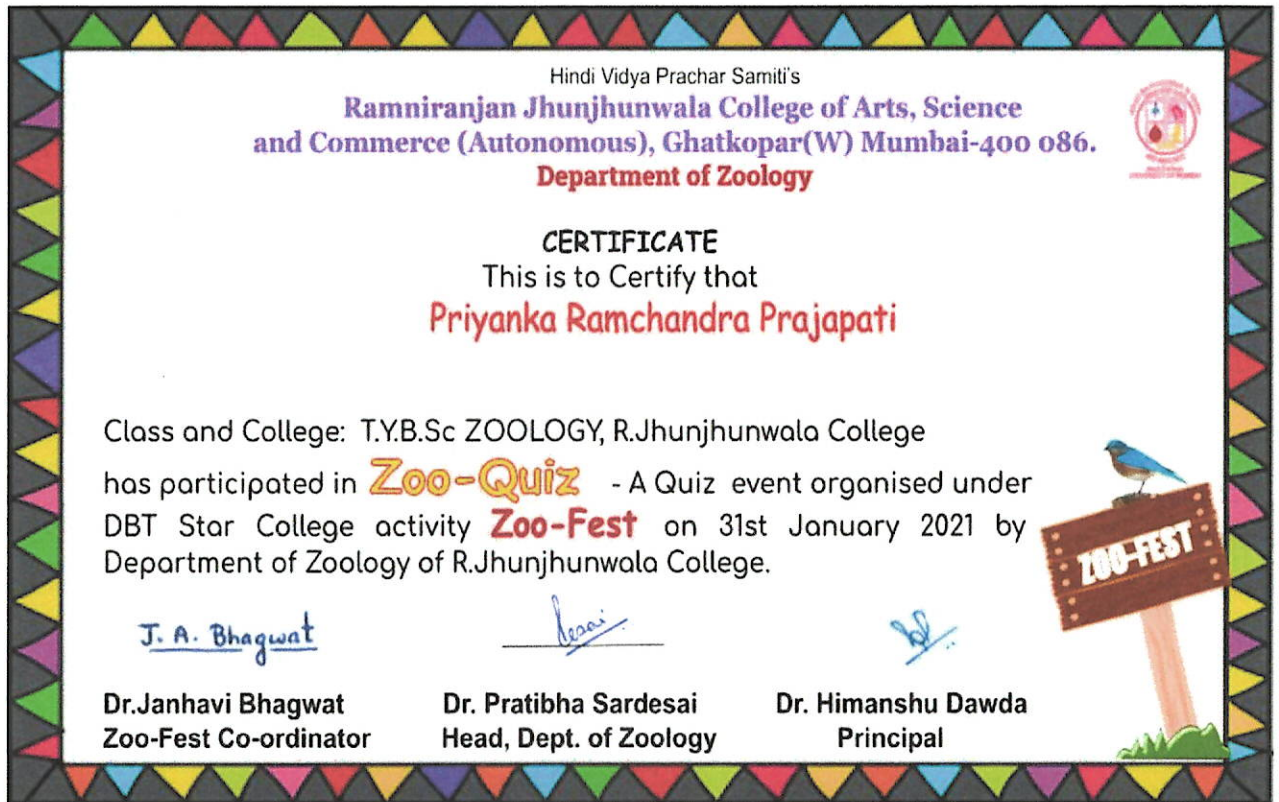 Hindi Vidya Prachar Samiti's
Ramniranjan Jhunjhunwala College of Arts, Science
and Commerce (Autonomous), Ghatkopar(W) Mumbai-400 086.
Department of Zoology
CERTIFICATE
This is to Certify that
Priyanka Ramchandra Prajapati
Class and College: T.Y.B.Sc ZOOLOGY, R.Jhunjhunwala College
has participated in Zoo-Quiz - A Quiz event organised under
DBT Star College activity Zoo-Fest on 31st January 2021 by
Department of Zoology of R.Jhunjhunwala College.
ZOO-FEST
J. A. Bhagwat
Dr.Janhavi Bhagwat Dr. Pratibha Sardesai Dr. Himanshu Dawda
Zoo-Fest Co-ordinator Head, Dept. of Zoology Principal